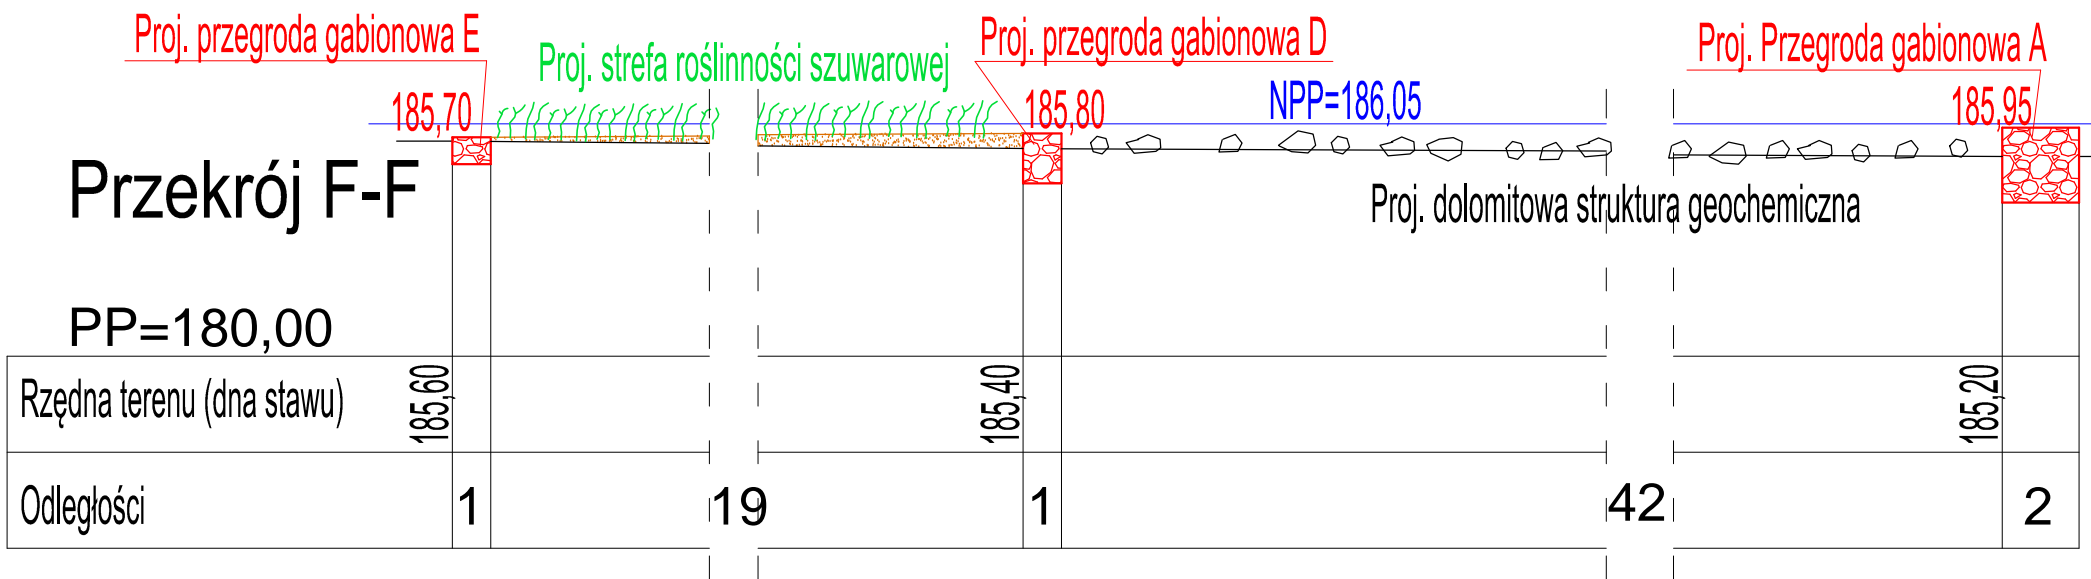 Proj. przegroda gabionowa E
Proj. strefa roślinności szuwarowej
Proj. przegroda gabionowa D
Proj. Przegroda gabionowa A
185,70
185,80
NPP=186,05
185,95
Przekrój F-F
Proj. dolomitowa struktura geochemiczna
PP=180,00
Rzędna terenu (dna stawu)
185,60
185,40
185,20
Odległości
1
19
1
42
2